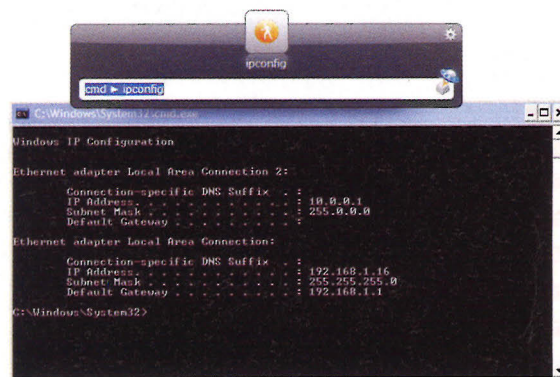 ipconfig
cmd ► ipconfig
C:\Windows\System32\cmd.exe
Windows IP Configuration
Ethernet adapter Local Area Connection 2:
Connection-specific DNS Suffix . :
IP Address. . . . . . . . . . . . : 10.0.0.1
Subnet Mask . . . . . . . . . . . : 255.0.0.0
Default Gateway . . . . . . . . . :
Ethernet adapter Local Area Connection:
Connection-specific DNS Suffix . :
IP Address. . . . . . . . . . . . : 192.168.1.16
Subnet Mask . . . . . . . . . . . : 255.255.255.0
Default Gateway . . . . . . . . . : 192.168.1.1
C:\Windows\System32>